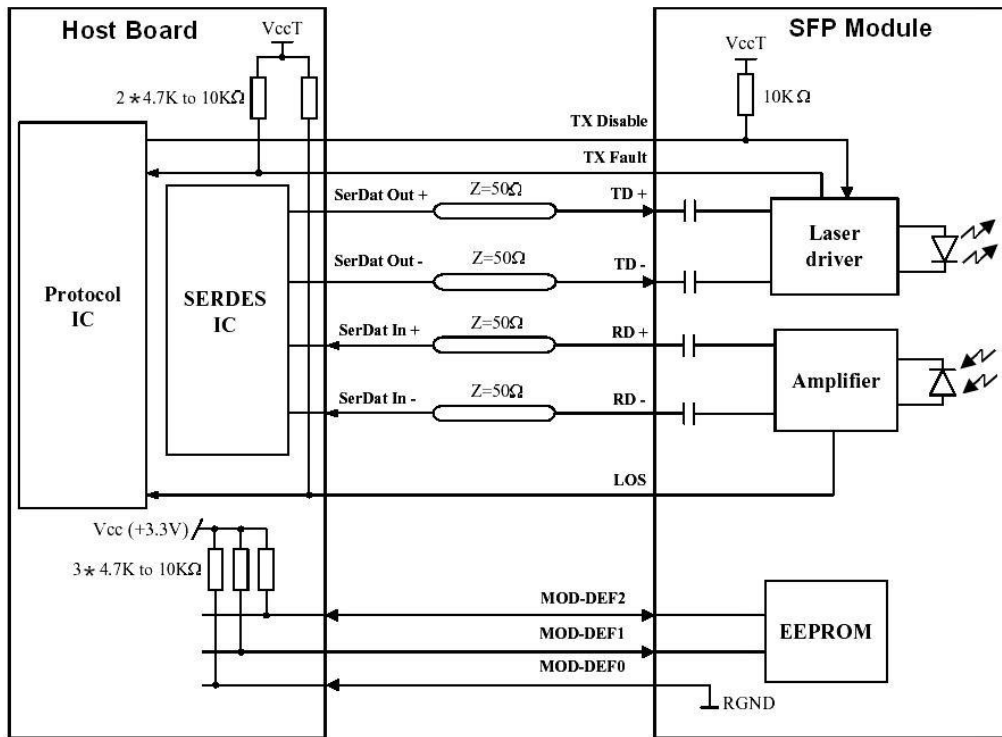 Host Board
SFP Module
VccT
VccT
2*4.7K to 10KΩ
10KΩ
TX Disable
TX Fault
SerDat Out +
Z=50Ω
TD +
SerDat Out -
Z=50Ω
TD -
Laser
driver
Protocol
IC
SERDES
IC
SerDat In +
Z=50Ω
RD +
SerDat In -
Z=50Ω
RD -
Amplifier
LOS
Vcc (+3.3V)
3*4.7K to 10KΩ
MOD-DEF2
MOD-DEF1
MOD-DEF0
EEPROM
RGND